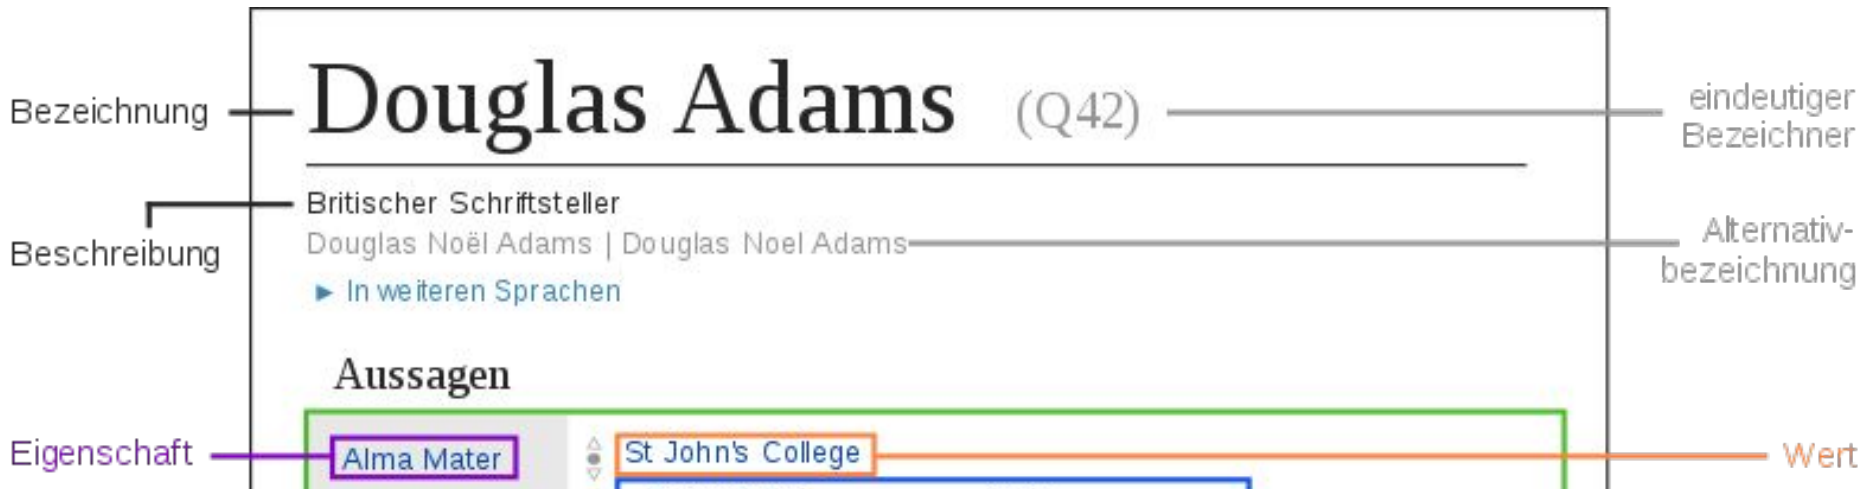 Bezeichnung
Douglas Adams (Q42)
eindeutiger
Bezeichner
Beschreibung
Britischer Schriftsteller
Douglas Noël Adams | Douglas Noel Adams
Alternativ-
bezeichnung
► In weiteren Sprachen
Aussagen
Eigenschaft
Alma Mater
St John's College
Wert